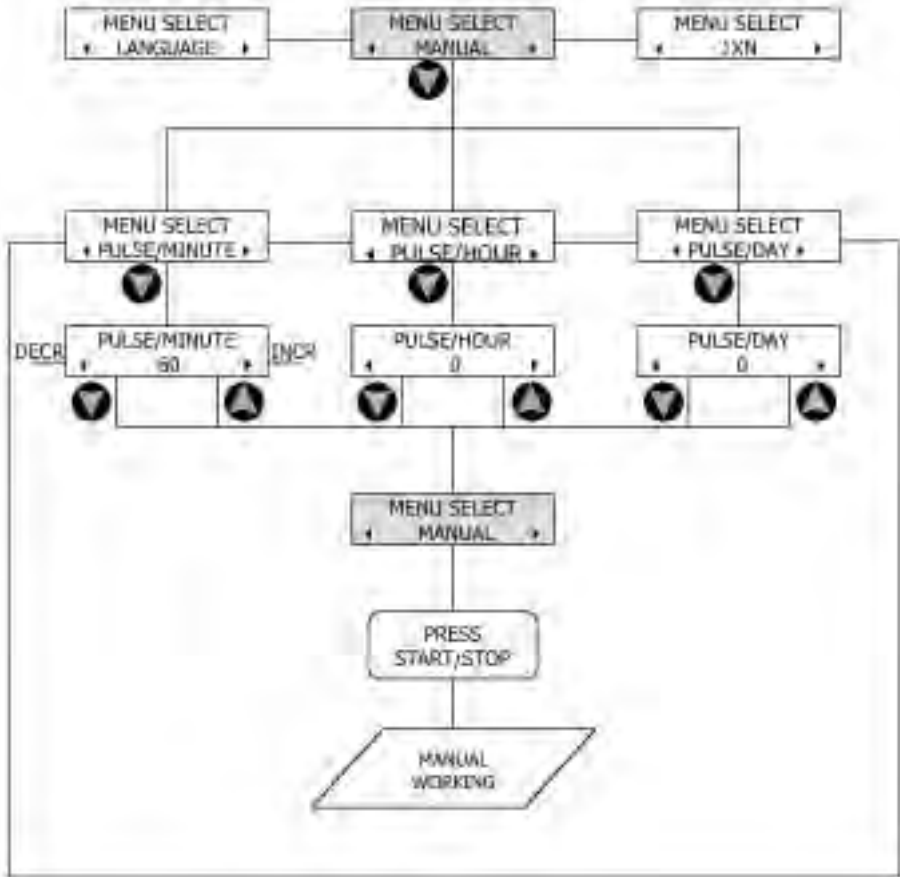 MENU SELECT
LANGUAGE
MENU SELECT
MANUAL
MENU SELECT
1XN
MENU SELECT
PULSE/MINUTE
MENU SELECT
PULSE/HOUR
MENU SELECT
PULSE/DAY
DECR
PULSE/MINUTE
60
INCR
PULSE/HOUR
0
PULSE/DAY
0
MENU SELECT
MANUAL
PRESS
START/STOP
MANUAL
WORKING